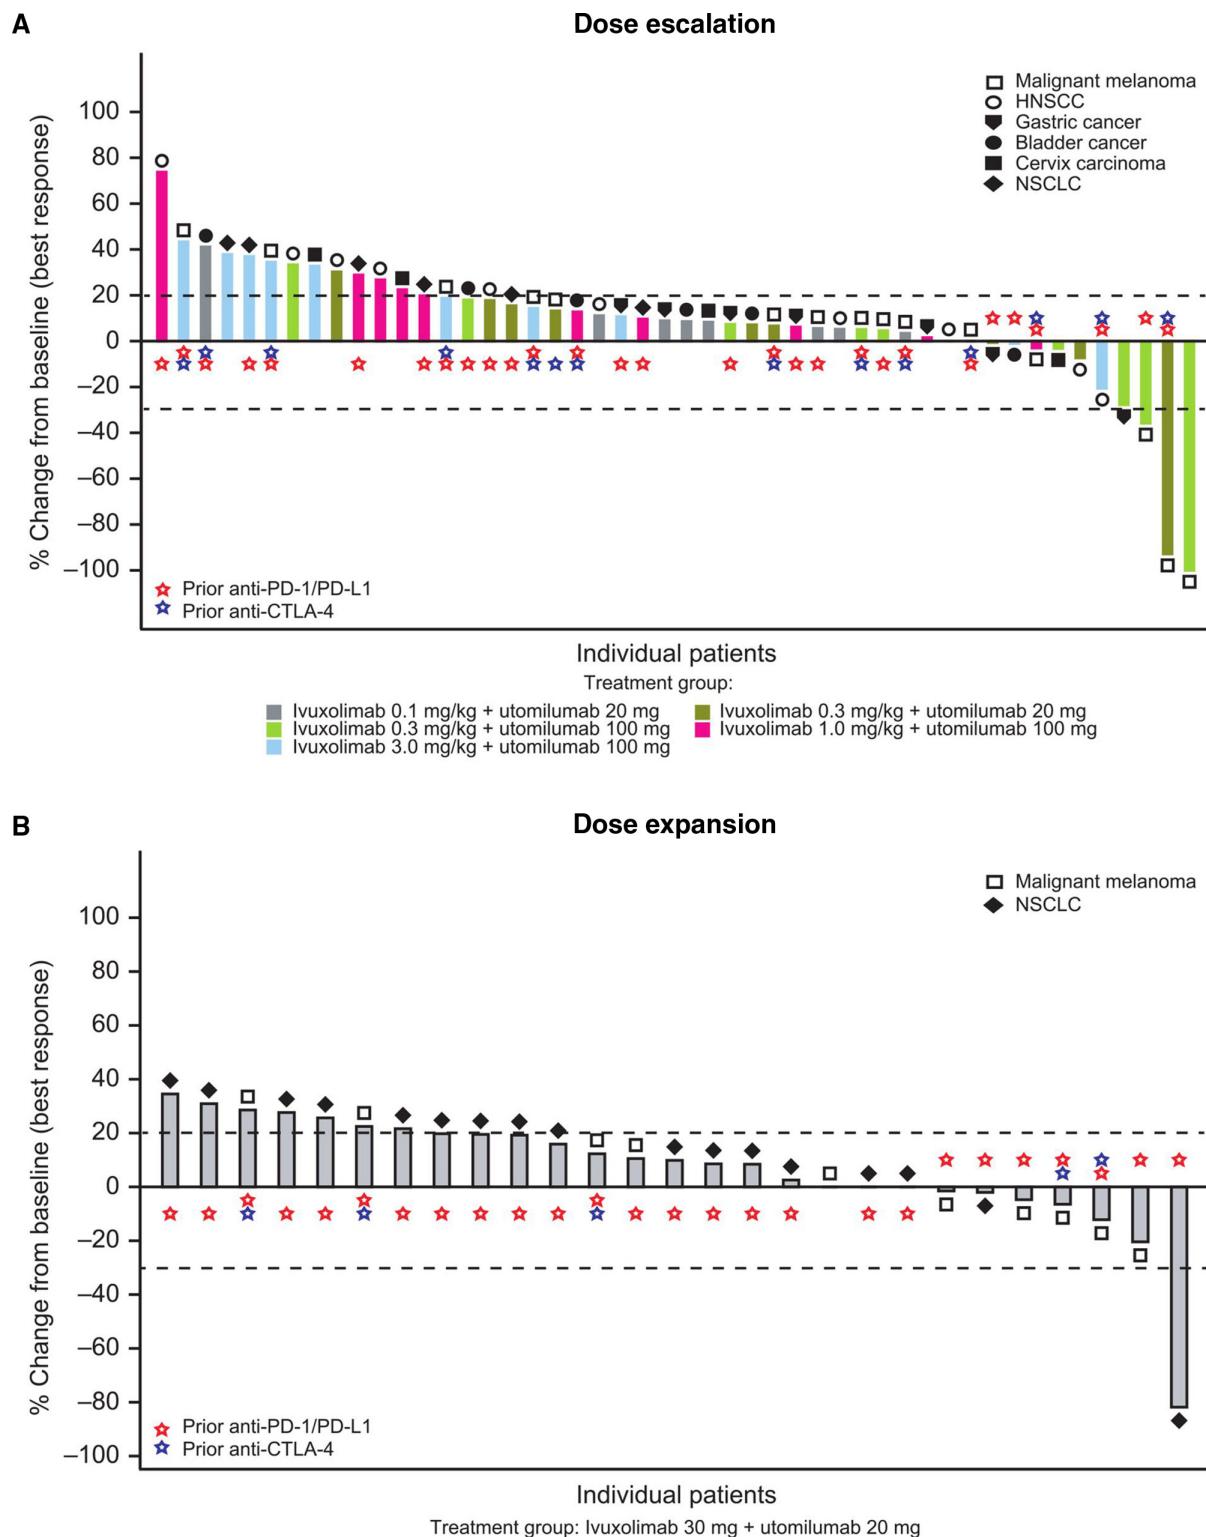 A
Dose escalation
% Change from baseline (best response)
100
80
60
40
20
0
–20
–40
–60
–80
–100
Malignant melanoma
HNSCC
Gastric cancer
Bladder cancer
Cervix carcinoma
NSCLC
Prior anti-PD-1/PD-L1
Prior anti-CTLA-4
Individual patients
Treatment group:
Ivuxolimab 0.1 mg/kg + utomilumab 20 mg
Ivuxolimab 0.3 mg/kg + utomilumab 20 mg
Ivuxolimab 0.3 mg/kg + utomilumab 100 mg
Ivuxolimab 1.0 mg/kg + utomilumab 100 mg
Ivuxolimab 3.0 mg/kg + utomilumab 100 mg
B
Dose expansion
% Change from baseline (best response)
100
80
60
40
20
0
–20
–40
–60
–80
–100
Malignant melanoma
NSCLC
Prior anti-PD-1/PD-L1
Prior anti-CTLA-4
Individual patients
Treatment group: Ivuxolimab 30 mg + utomilumab 20 mg